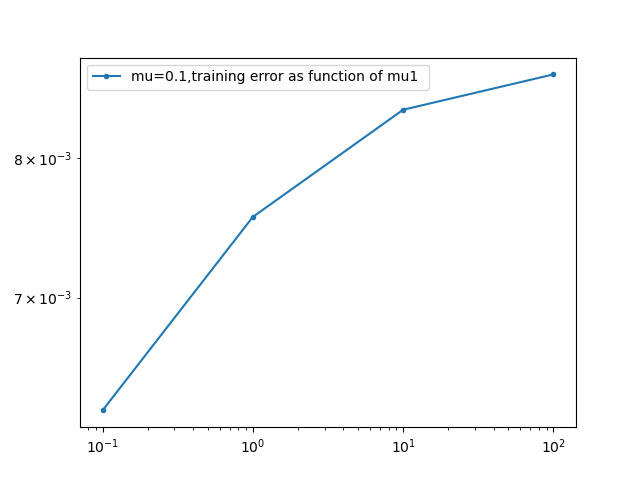 mu=0.1,training error as function of mu1
8 × 10⁻³
7 × 10⁻³
10⁻¹ 10⁰ 10¹ 10²